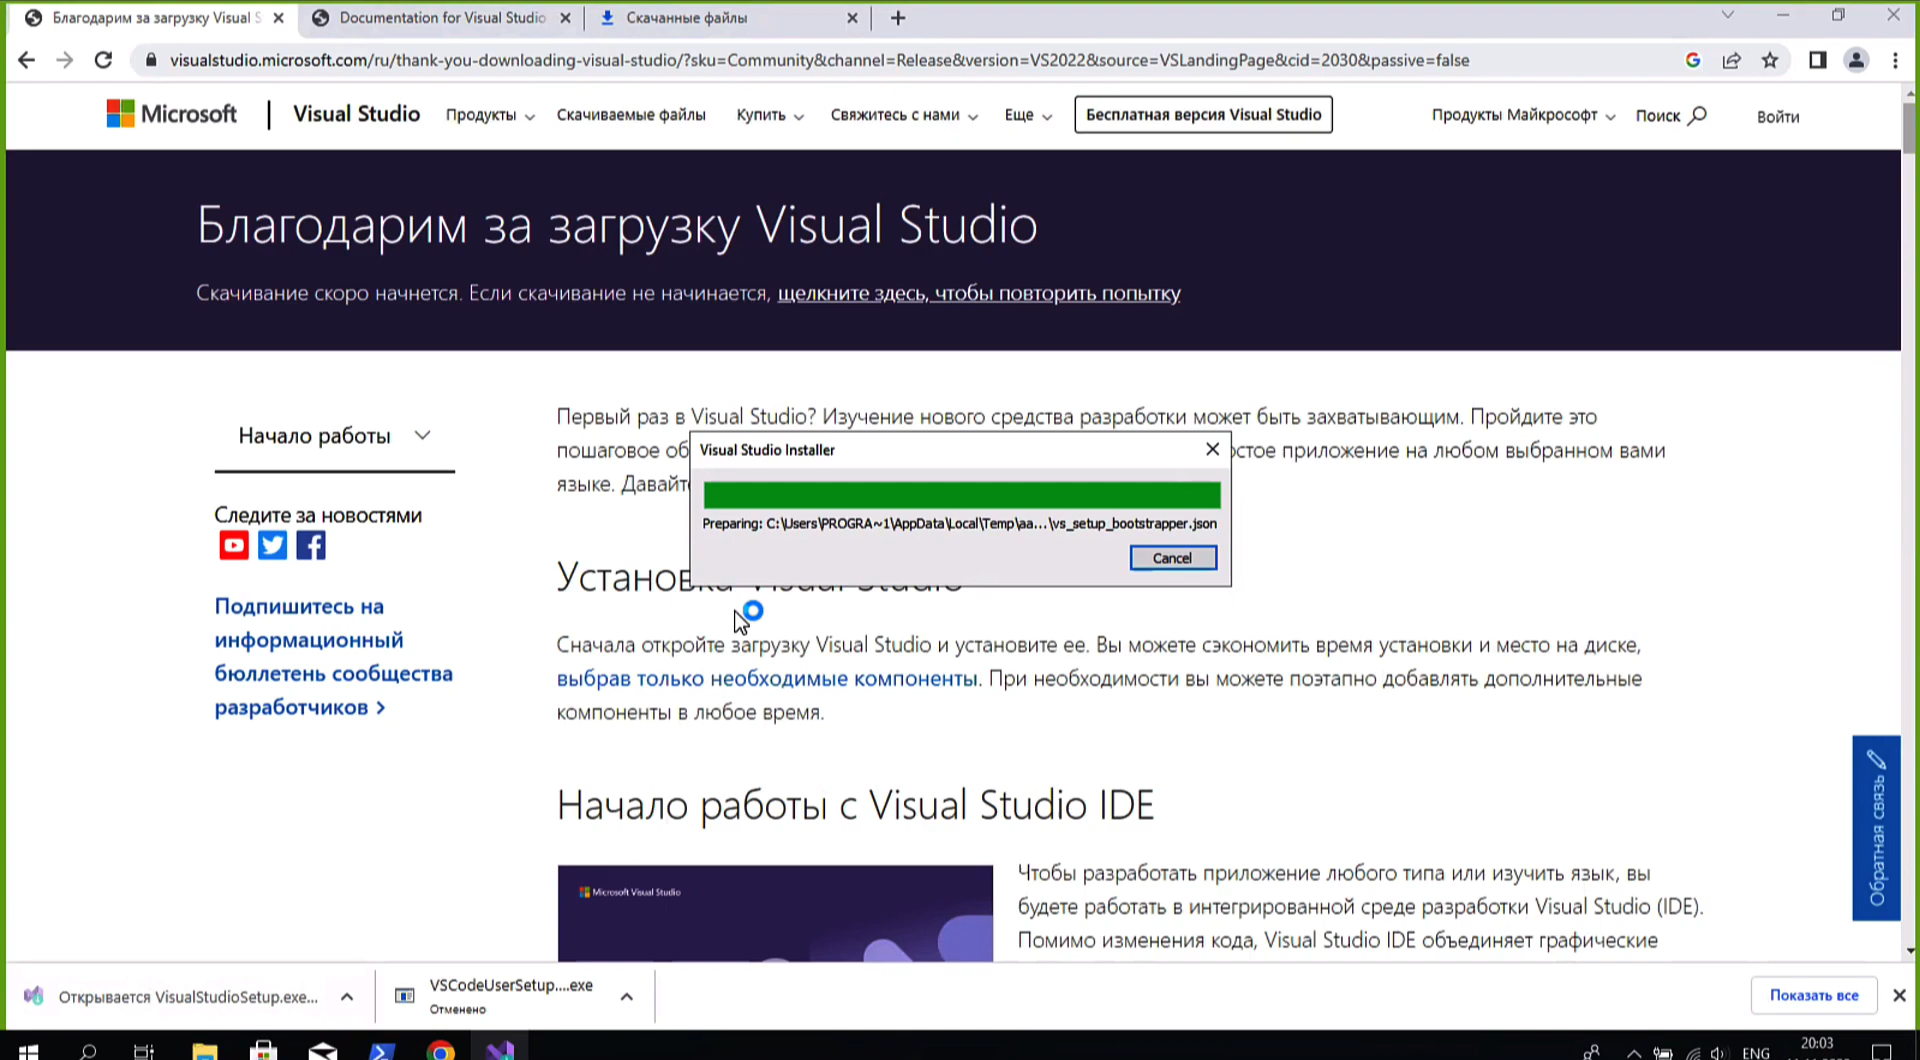 Благодарим за загрузку Visual S
Documentation for Visual Studio
Скачанные файлы
visualstudio.microsoft.com/ru/thank-you-downloading-visual-studio/?sku=Community&channel=Release&version=VS2022&source=VSLandingPage&cid=2030&passive=false
Microsoft
Visual Studio
Продукты
Скачиваемые файлы
Купить
Свяжитесь с нами
Еще
Бесплатная версия Visual Studio
Продукты Майкрософт
Поиск
Войти
Благодарим за загрузку Visual Studio
Скачивание скоро начнется. Если скачивание не начинается, щелкните здесь, чтобы повторить попытку
Начало работы
Следите за новостями
Подпишитесь на
информационный
бюллетень сообщества
разработчиков >
Первый раз в Visual Studio? Изучение нового средства разработки может быть захватывающим. Пройдите это
пошаговое об стое приложение на любом выбранном вами
языке. Давайт
Visual Studio Installer
Preparing: C:\Users\PROGRA~1\AppData\Local\Temp\aa...\vs_setup_bootstrapper.json
Cancel
Установка Visual Studio
Сначала откройте загрузку Visual Studio и установите ее. Вы можете сэкономить время установки и место на диске,
выбрав только необходимые компоненты. При необходимости вы можете поэтапно добавлять дополнительные
компоненты в любое время.
Начало работы с Visual Studio IDE
Microsoft Visual Studio
Чтобы разработать приложение любого типа или изучить язык, вы
будете работать в интегрированной среде разработки Visual Studio (IDE).
Помимо изменения кода, Visual Studio IDE объединяет графические
Обратная связь
Открывается VisualStudioSetup.exe...
VSCodeUserSetup....exe
Отменено
Показать все
ENG
20:03